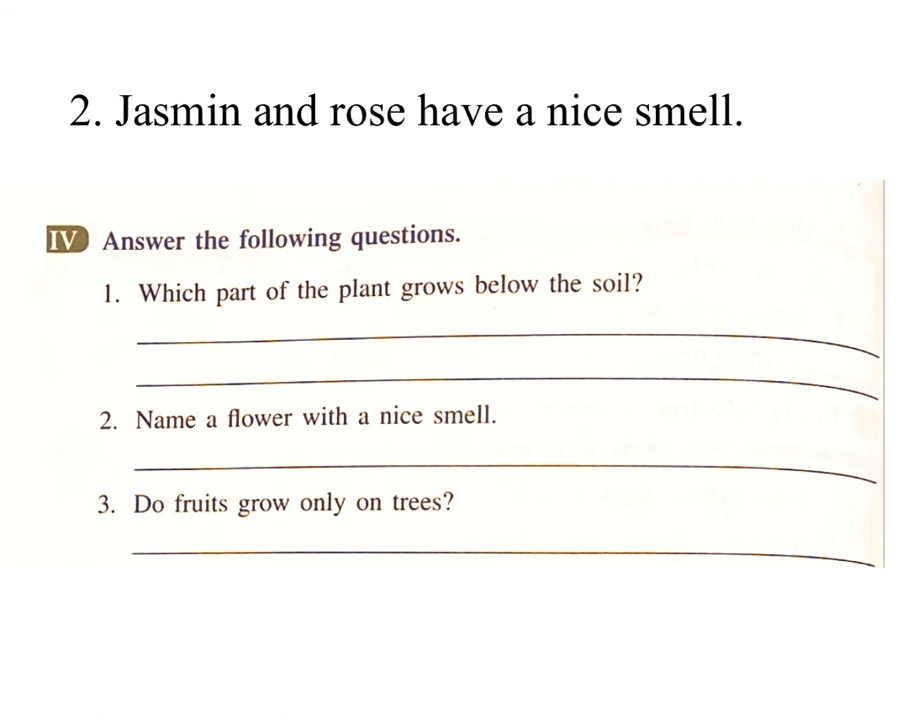 2. Jasmin and rose have a nice smell.
IV Answer the following questions.
1. Which part of the plant grows below the soil?
2. Name a flower with a nice smell.
3. Do fruits grow only on trees?